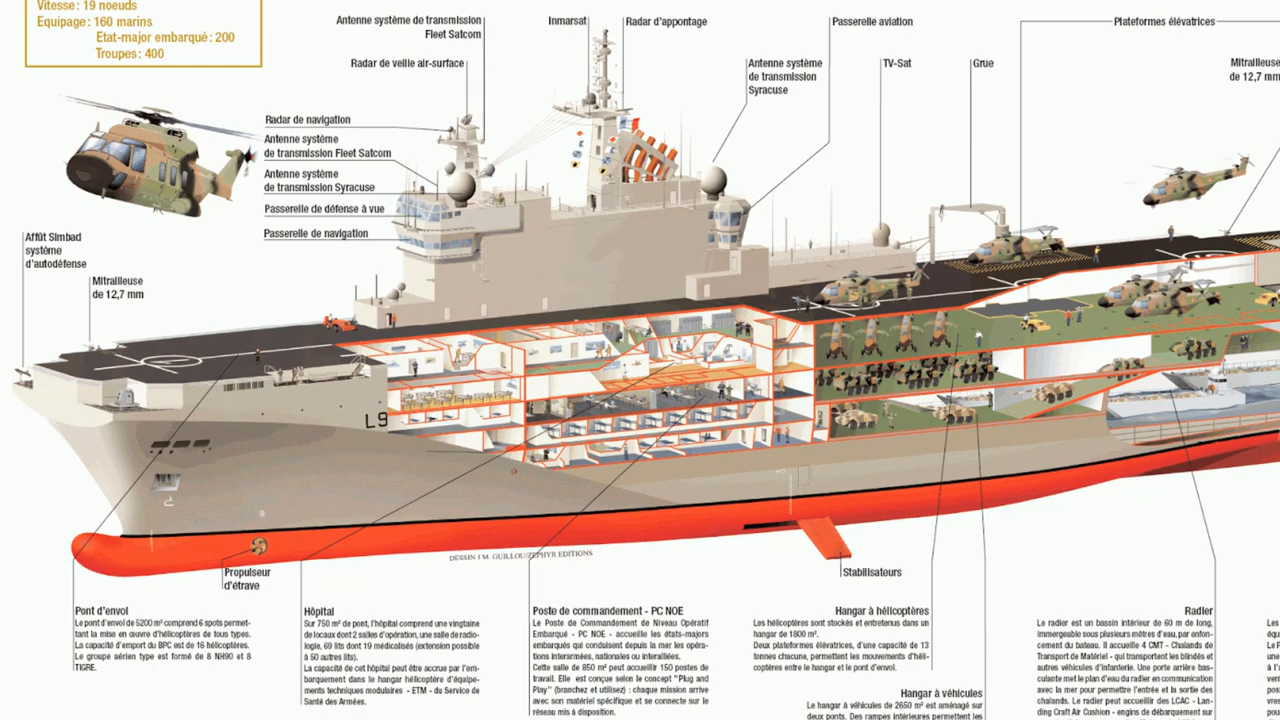 Vitesse : 19 noeuds
Equipage : 160 marins
Etat-major embarqué : 200
Troupes : 400
Antenne système de transmission
Fleet Satcom
Inmarsat
Radar d'appontage
Passerelle aviation
Plateformes élévatrices
Radar de veille air-surface
Antenne système
de transmission
Syracuse
TV-Sat
Grue
Mitrailleuse
de 12,7 mm
Radar de navigation
Antenne système
de transmission Fleet Satcom
Antenne système
de transmission Syracuse
Passerelle de défense à vue
Passerelle de navigation
Affût Simbad
système
d'autodéfense
Mitrailleuse
de 12,7 mm
L9
DESSIN J.M. GUILLOU/ZEPHYR EDITIONS
Propulseur
d'étrave
Stabilisateurs
Pont d'envol
Le pont d'envol de 5200 m² comprend 6 spots permet-
tant la mise en œuvre d'hélicoptères de tous types.
La capacité d'emport du BPC est de 16 hélicoptères.
Le groupe aérien type est formé de 8 NH90 et 8
TIGRE.
Hôpital
Sur 750 m² de pont, l'hôpital comprend une vingtaine
de locaux dont 2 salles d'opération, une salle de radio-
logie, 69 lits dont 19 médicalisés (extension possible
à 50 autres lits).
La capacité de cet hôpital peut être accrue par l'em-
barquement dans le hangar hélicoptère d'équipe-
ments techniques modulaires - ETM - du Service de
Santé des Armées.
Poste de commandement - PC NOE
Le Poste de Commandement de Niveau Opératif
Embarqué - PC NOE - accueille les états-majors
embarqués qui conduisent depuis la mer les opéra-
tions interarmées, nationales ou interalliées.
Cette salle de 850 m² peut accueillir 150 postes de
travail. Elle est conçue selon le concept "Plug and
Play" (branchez et utilisez) : chaque mission arrive
avec son matériel spécifique et se connecte sur le
réseau mis à disposition.
Hangar à hélicoptères
Les hélicoptères sont stockés et entretenus dans un
hangar de 1800 m².
Deux plateformes élévatrices, d'une capacité de 13
tonnes chacune, permettent les mouvements d'héli-
coptères entre le hangar et le pont d'envol.
Hangar à véhicules
Le hangar à véhicules de 2650 m² est aménagé sur
deux ponts. Des rampes intérieures permettent les
Radier
Le radier est un bassin intérieur de 60 m de long,
immergeable sous plusieurs mètres d'eau, par enfon-
cement du bateau. Il accueille 4 CMT - Chalands de
Transport de Matériel - qui transportent les blindés et
autres véhicules d'infanterie. Une porte arrière bas-
culante met le plan d'eau du radier en communication
avec la mer pour permettre l'entrée et la sortie des
chalands. Le radier peut accueillir des LCAC - Lan-
ding Craft Air Cushion - engins de débarquement sur